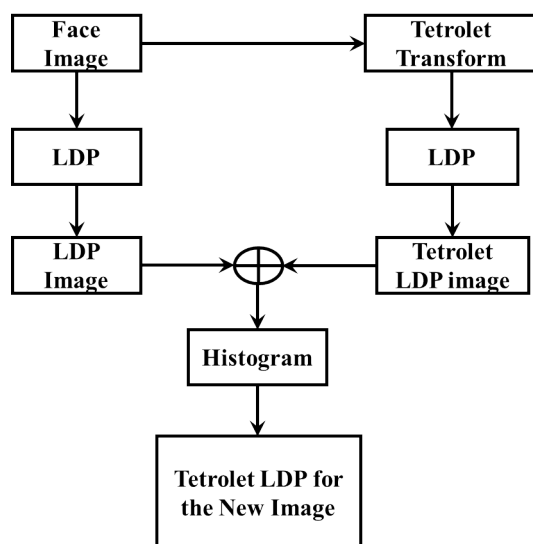 Face
Image
Tetrolet
Transform
LDP
LDP
LDP
Image
Tetrolet
LDP image
Histogram
Tetrolet LDP for
the New Image